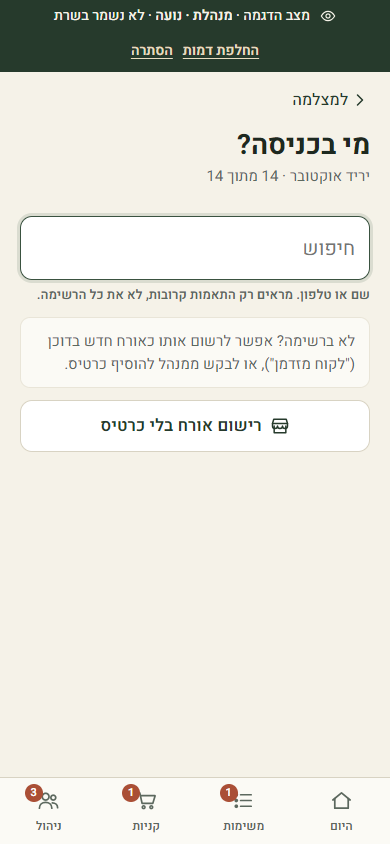 מצב הדגמה · מנהלת · נועה · לא נשמר בשרת
החלפת דמות הסתרה
למצלמה
מי בכניסה?
יריד אוקטובר · 14 מתוך 14
חיפוש
שם או טלפון. מראים רק התאמות קרובות, לא את כל הרשימה.
לא ברשימה? אפשר לרשום אותו כאורח חדש בדוכן
("לקוח מזדמן"), או לבקש ממנהל להוסיף כרטיס.
רישום אורח בלי כרטיס
1 1 3
היום משימות קניות ניהול